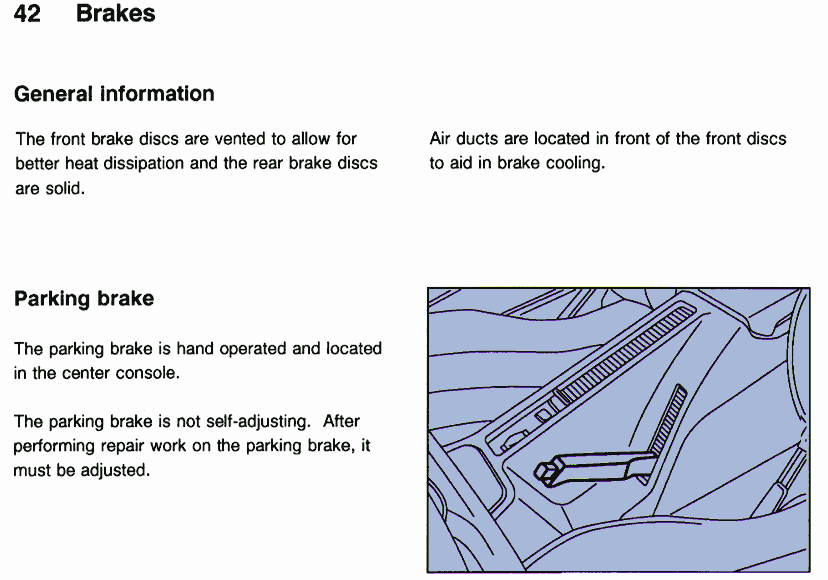 42 Brakes
General information
The front brake discs are vented to allow for
better heat dissipation and the rear brake discs
are solid.
Air ducts are located in front of the front discs
to aid in brake cooling.
Parking brake
The parking brake is hand operated and located
in the center console.
The parking brake is not self-adjusting. After
performing repair work on the parking brake, it
must be adjusted.